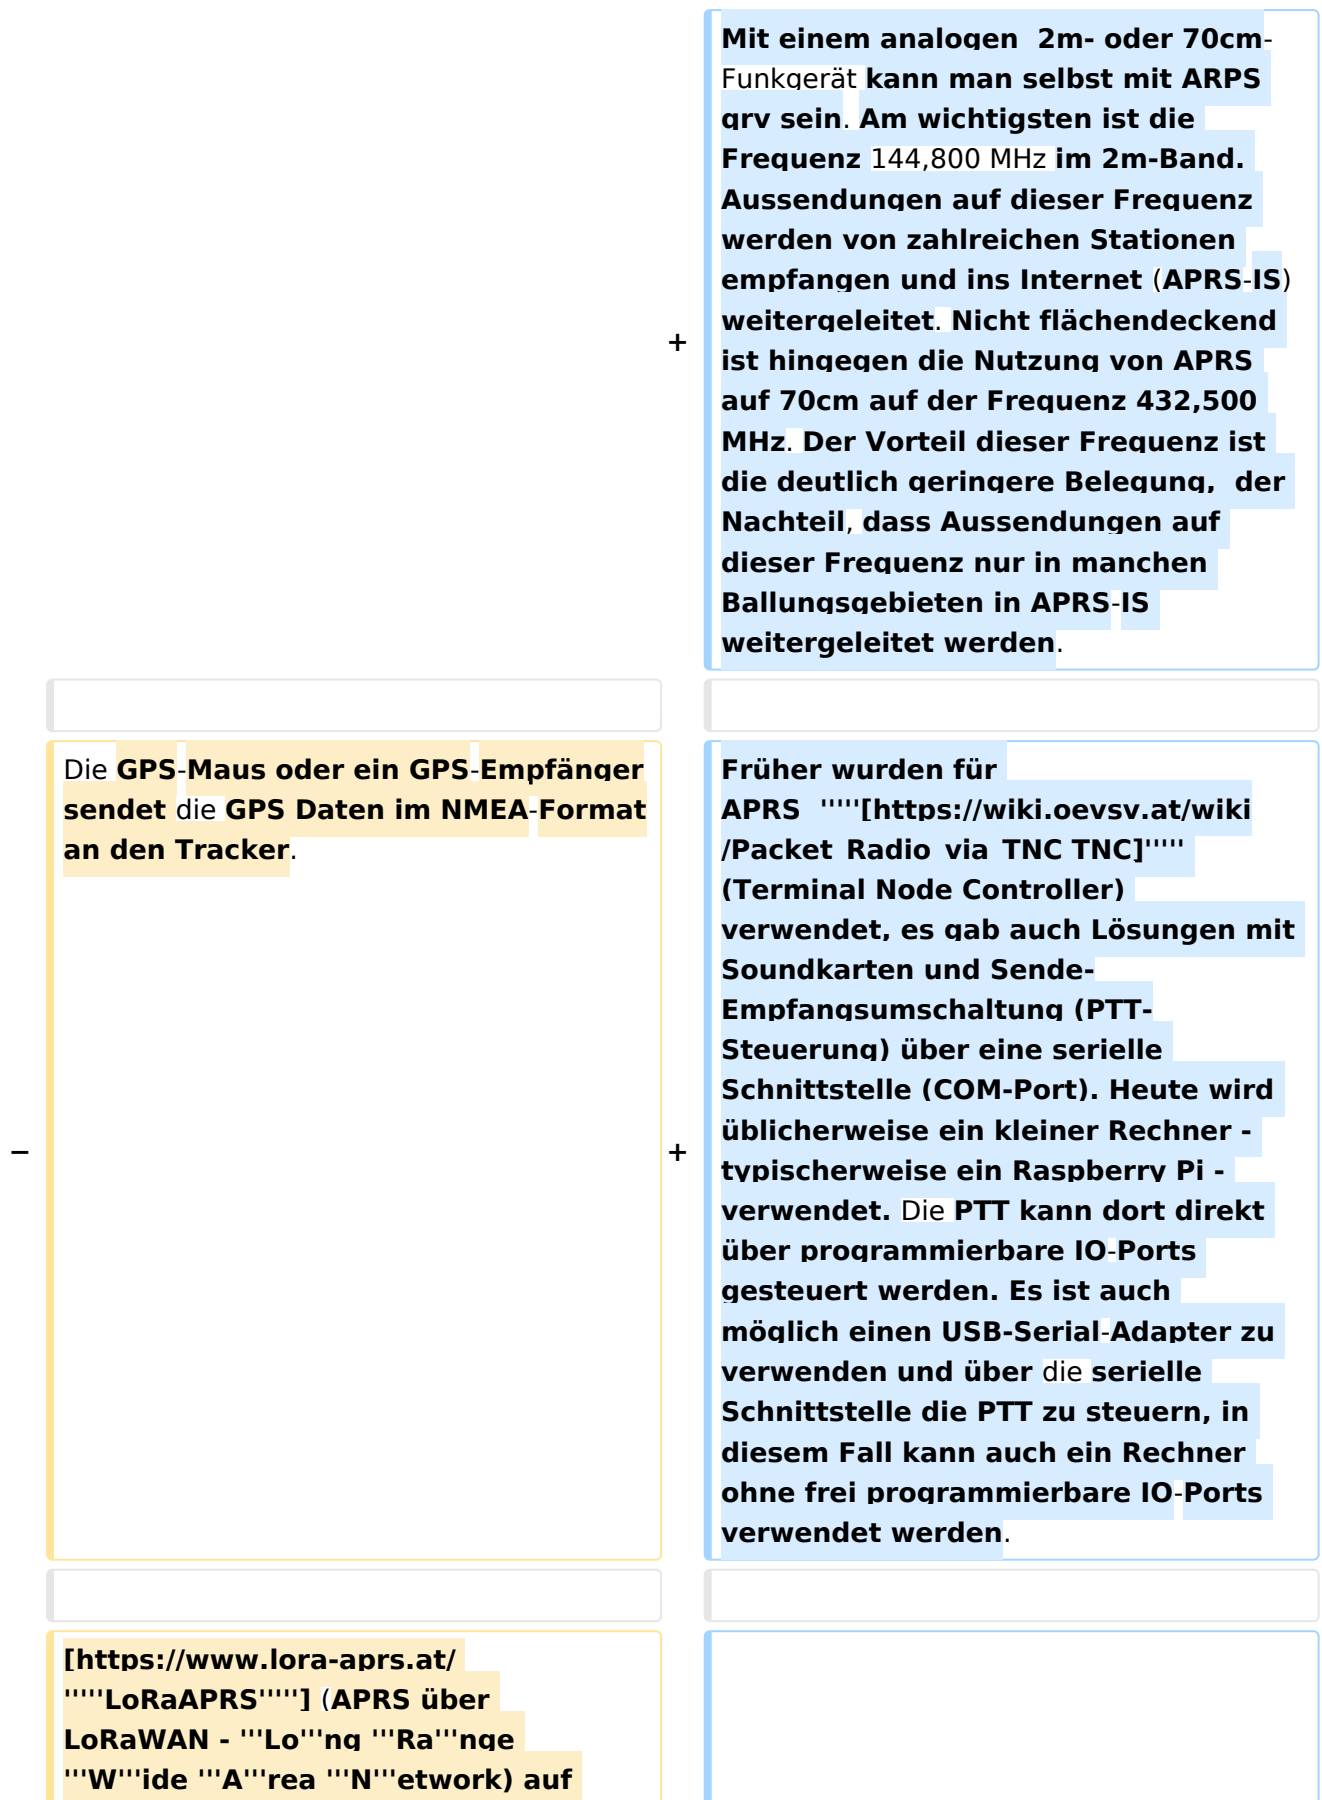 Mit einem analogen  2m- oder 70cm-
Funkgerät kann man selbst mit ARPS
qrv sein. Am wichtigsten ist die
Frequenz 144,800 MHz im 2m-Band.
Aussendungen auf dieser Frequenz
werden von zahlreichen Stationen
empfangen und ins Internet (APRS-IS)
weitergeleitet. Nicht flächendeckend
+
ist hingegen die Nutzung von APRS
auf 70cm auf der Frequenz 432,500
MHz. Der Vorteil dieser Frequenz ist
die deutlich geringere Belegung,  der
Nachteil, dass Aussendungen auf
dieser Frequenz nur in manchen
Ballungsgebieten in APRS-IS
weitergeleitet werden.
−
Die GPS-Maus oder ein GPS-Empfänger
sendet die GPS Daten im NMEA-Format
an den Tracker.
+
Früher wurden für
APRS  '''''[https://wiki.oevsv.at/wiki
/Packet_Radio_via_TNC TNC]'''''
(Terminal Node Controller)
verwendet, es gab auch Lösungen mit
Soundkarten und Sende-
Empfangsumschaltung (PTT-
Steuerung) über eine serielle
Schnittstelle (COM-Port). Heute wird
üblicherweise ein kleiner Rechner -
typischerweise ein Raspberry Pi -
verwendet. Die PTT kann dort direkt
über programmierbare IO-Ports
gesteuert werden. Es ist auch
möglich einen USB-Serial-Adapter zu
verwenden und über die serielle
Schnittstelle die PTT zu steuern, in
diesem Fall kann auch ein Rechner
ohne frei programmierbare IO-Ports
verwendet werden.
[https://www.lora-aprs.at/
'''''LoRaAPRS'''''] (APRS über
LoRaWAN - '''Lo'''ng '''Ra'''nge
'''W'''ide '''A'''rea '''N'''etwork) auf